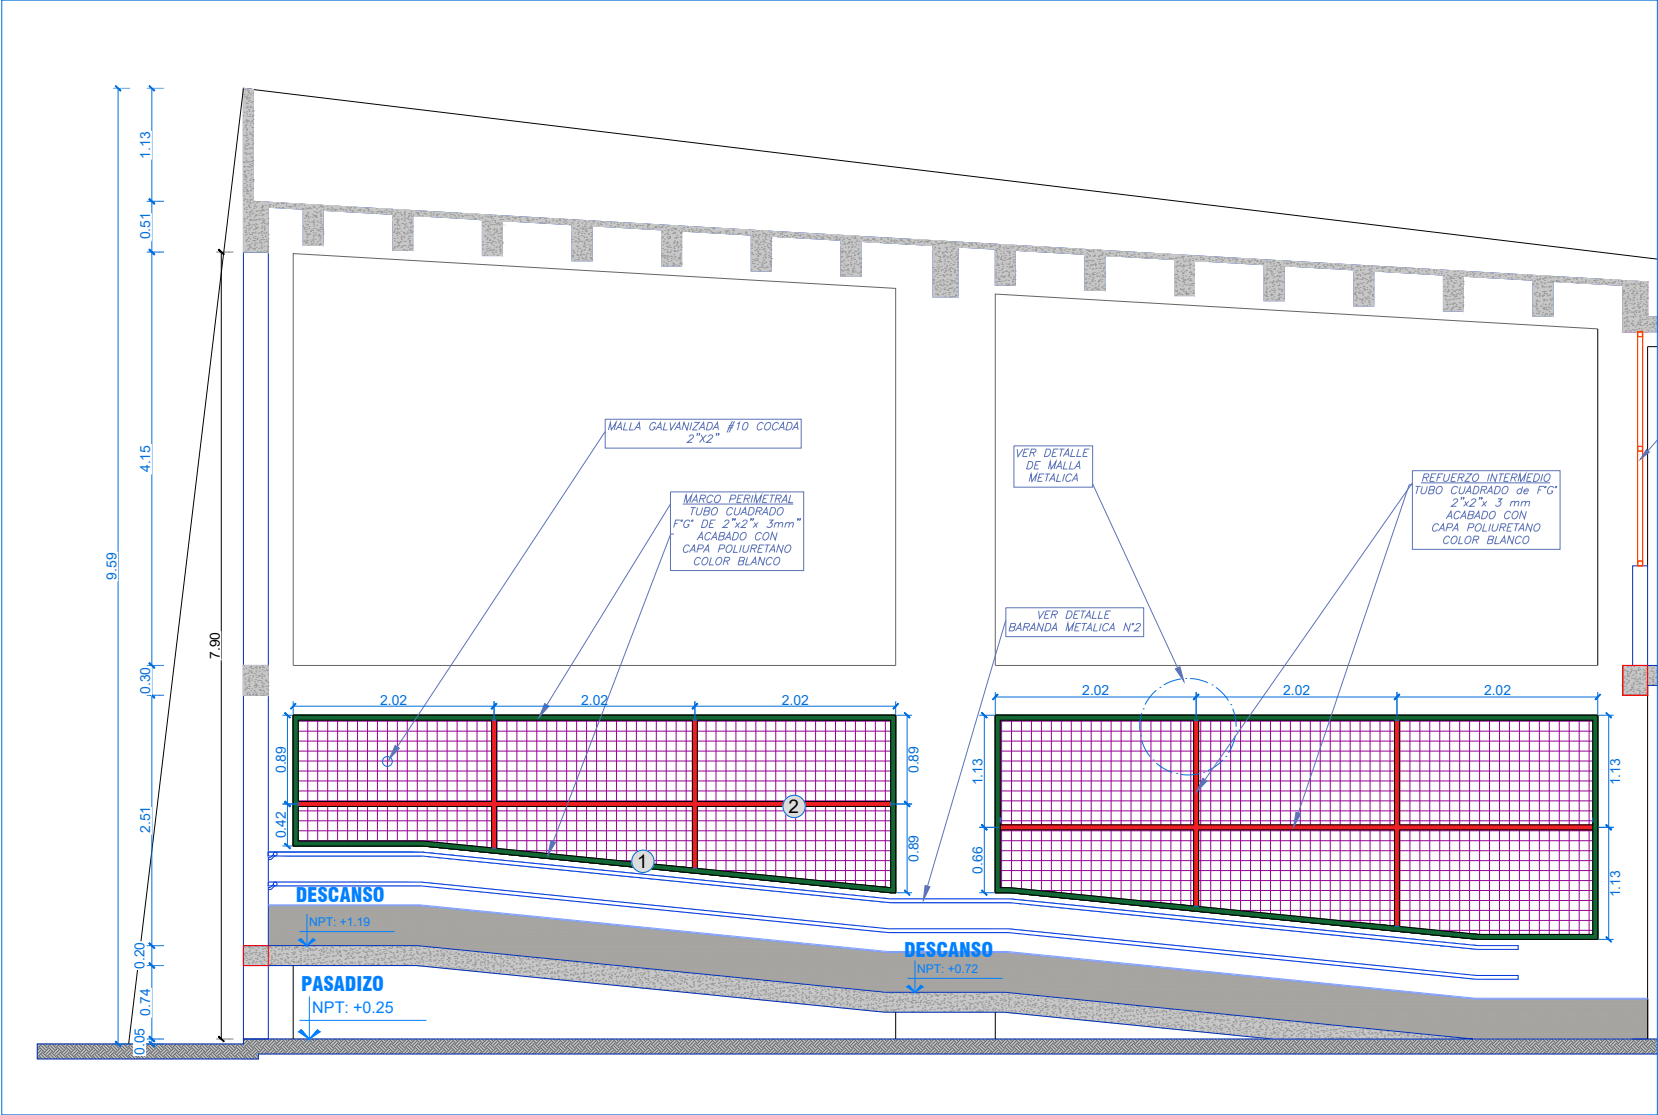 1.13
0.51
4.15
9.59
7.90
0.30
2.51
0.20
0.74
0.05
MALLA GALVANIZADA #10 COCADA
2"X2"
MARCO PERIMETRAL
TUBO CUADRADO
F°G° DE 2"x2"x 3mm"
ACABADO CON
CAPA POLIURETANO
COLOR BLANCO
VER DETALLE
DE MALLA
METALICA
REFUERZO INTERMEDIO
TUBO CUADRADO de F°G°
2"x2"x 3 mm
ACABADO CON
CAPA POLIURETANO
COLOR BLANCO
VER DETALLE
BARANDA METALICA N°2
2.02
2.02
2.02
2.02
2.02
2.02
0.89
0.42
0.89
0.89
1.13
0.66
1.13
1.13
2
1
DESCANSO
NPT: +1.19
DESCANSO
NPT: +0.72
PASADIZO
NPT: +0.25